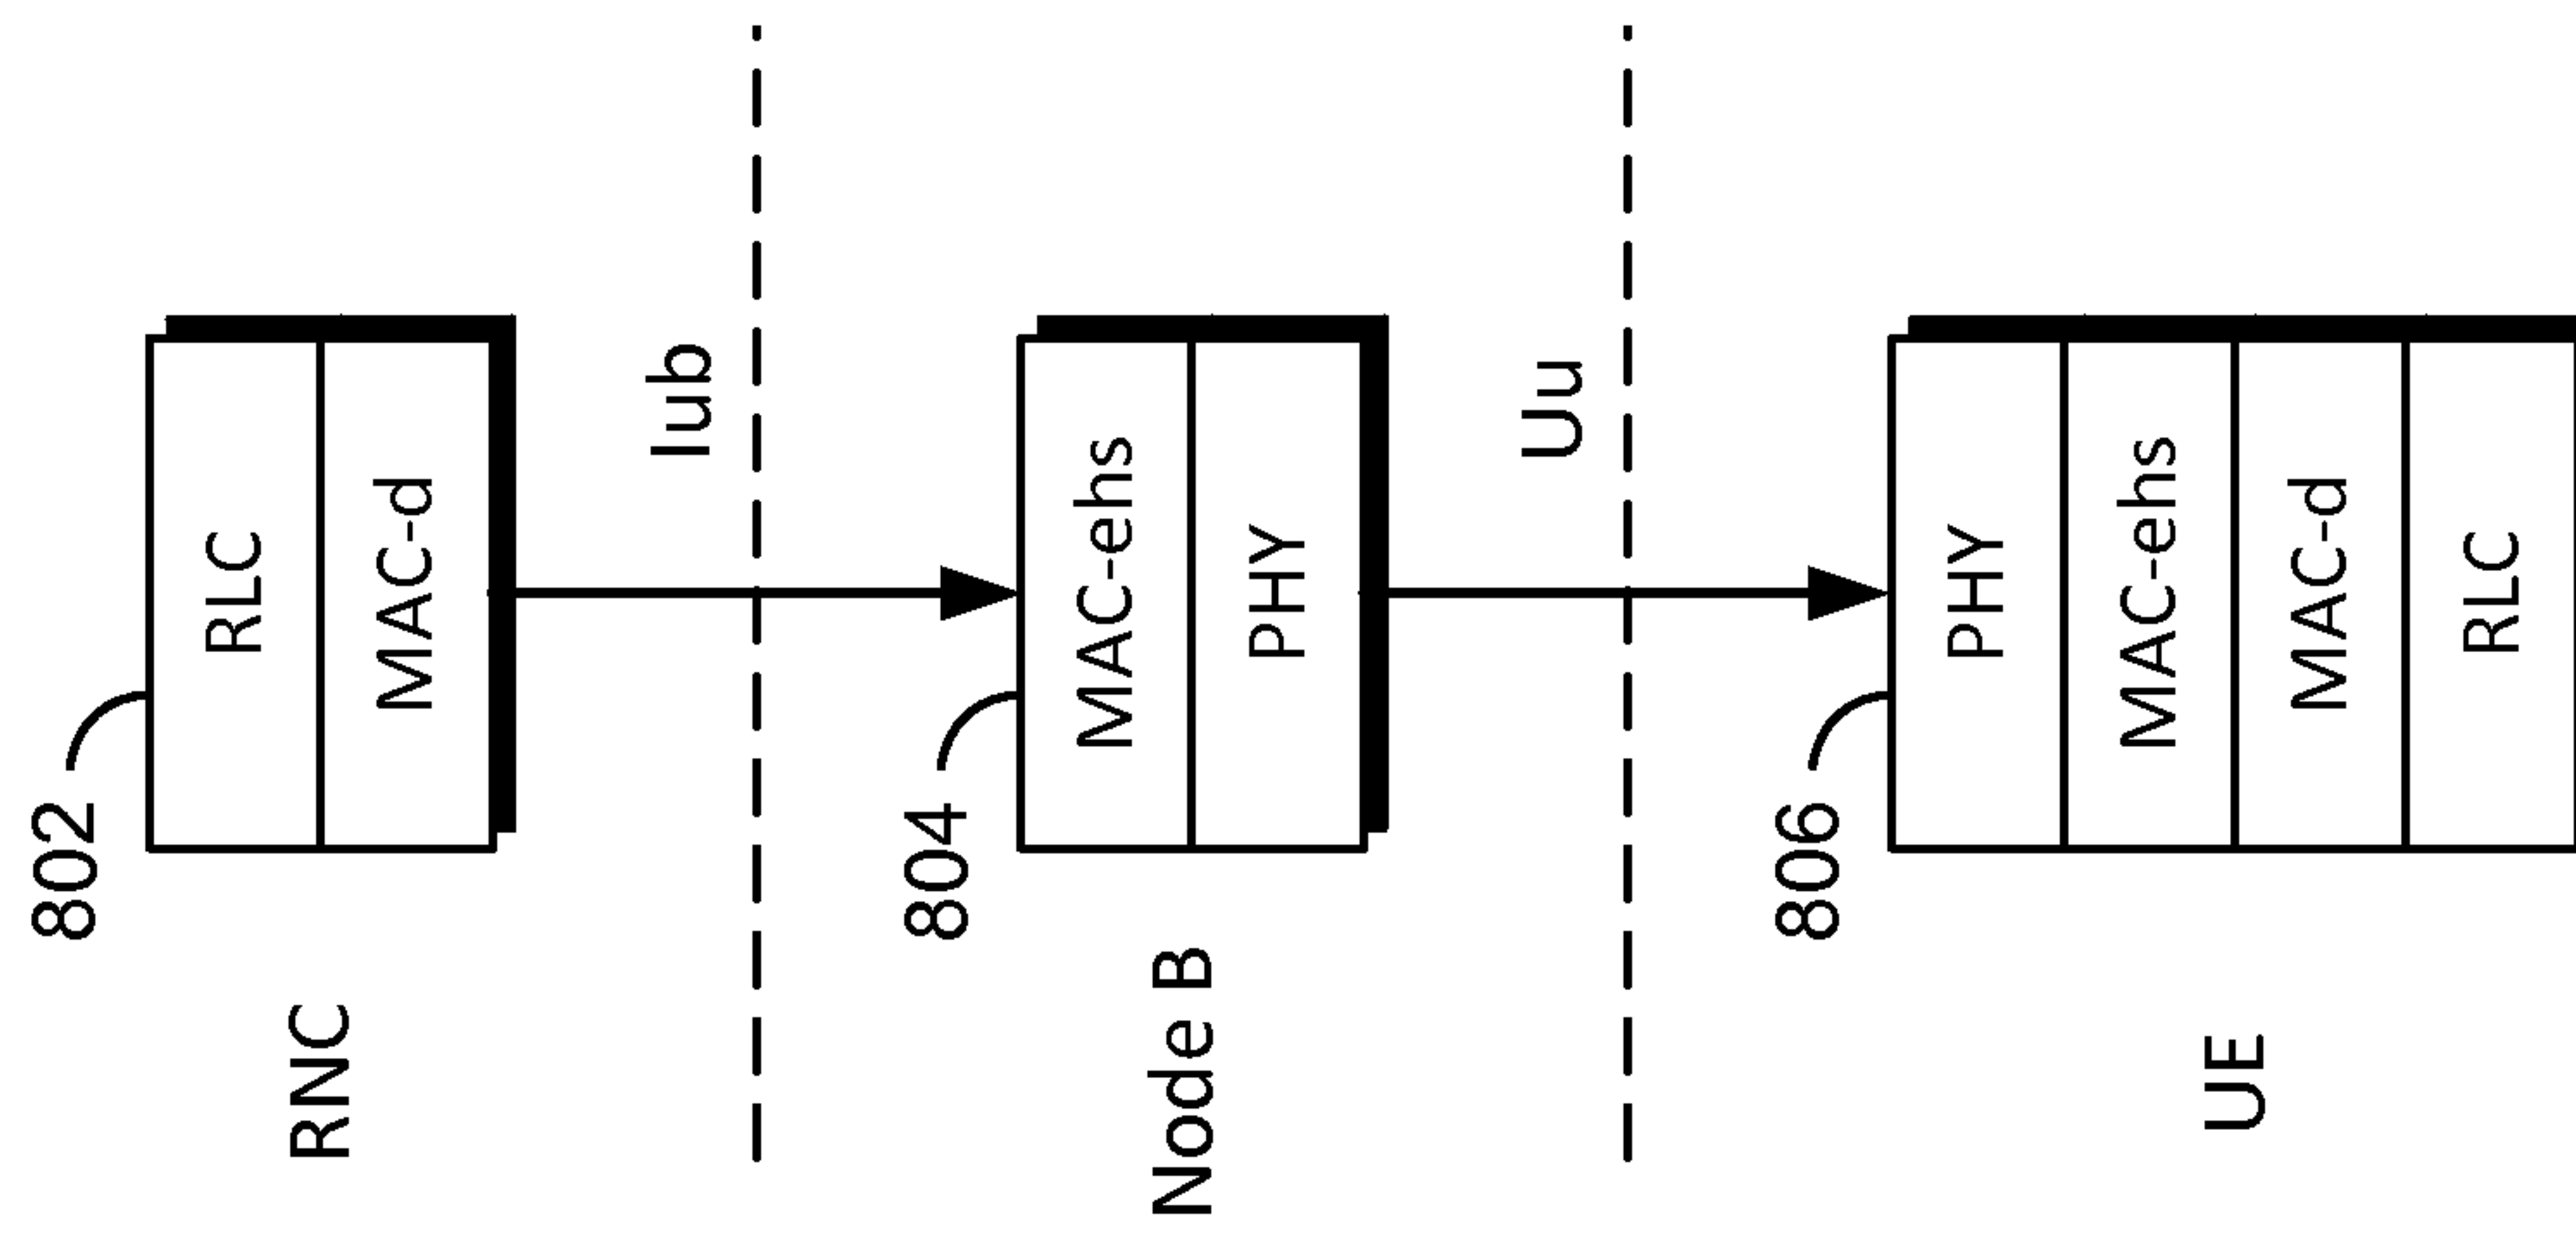 802
RLC
MAC-d
RNC
Iub
804
MAC-ehs
PHY
Node B
Uu
806
PHY
MAC-ehs
MAC-d
RLC
UE